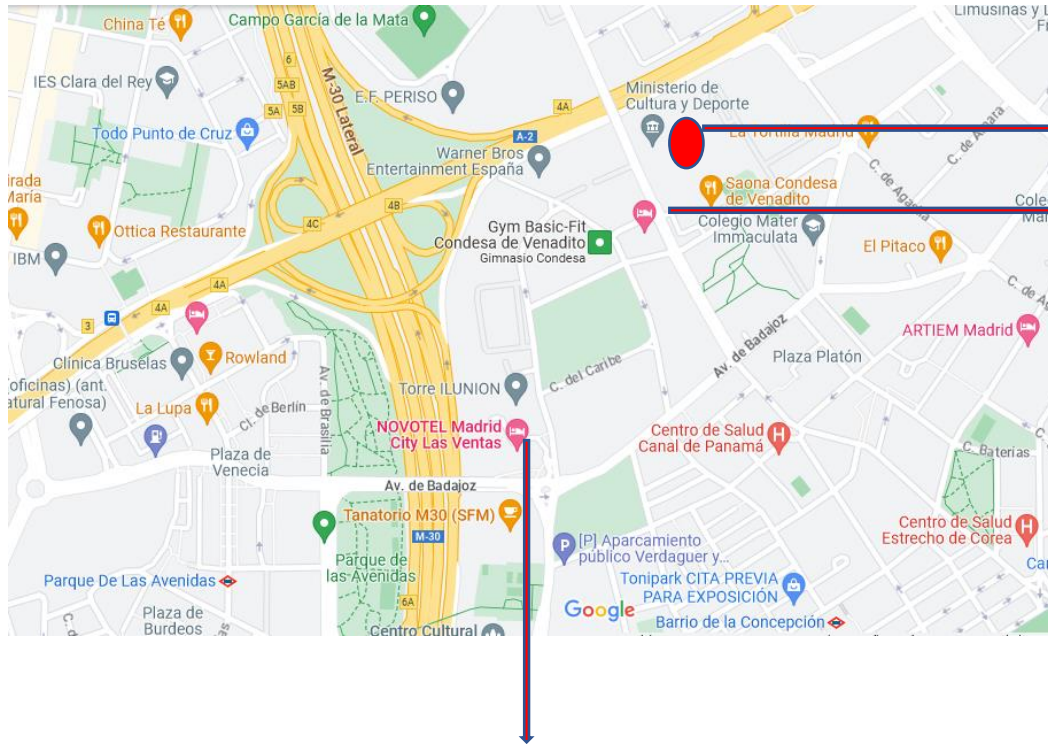 China Té
Campo García de la Mata
6
5AB
5A
5B
M-30 Lateral
IES Clara del Rey
E.F. PERISO
4A
Ministerio de
Cultura y Deporte
A-2
Todo Punto de Cruz
La Tortilla Madrid
Warner Bros
Entertainment España
C. de Agastia
Saona Condesa
de Venadito
María
4B
4C
Ottica Restaurante
Gym Basic-Fit
Condesa de Venadito
Gimnasio Condesa
Colegio Mater
Immaculata
El Pitaco
IBM
4A
4A
3
Rowland
Clínica Bruselas
oficinas) (ant.
Av. de Brasilia
Torre ILUNION
C. del Caribe
Av. de Badajoz
Plaza Platón
ARTIEM Madrid
La Lupa
Cl. de Berlín
NOVOTEL Madrid
City Las Ventas
Centro de Salud
Canal de Panamá
Plaza de
Venecia
C. Baterías
Av. de Badajoz
Tanatorio M30 (SFM)
M-30
[P] Aparcamiento
público Verdaguer y...
Centro de Salud
Estrecho de Corea
Parque de
las Avenidas
Parque De Las Avenidas
Tonipark CITA PREVIA
PARA EXPOSICIÓN
6A
Google
Plaza de
Burdeos
Centro Cultural
Barrio de la Concepción